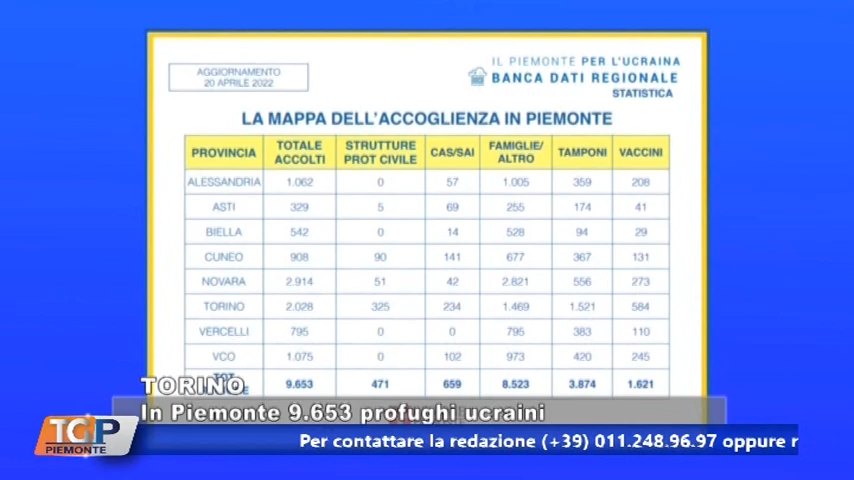 AGGIORNAMENTO
20 APRILE 2022
IL PIEMONTE PER L'UCRAINA
BANCA DATI REGIONALE
STATISTICA
LA MAPPA DELL'ACCOGLIENZA IN PIEMONTE
PROVINCIA TOTALE ACCOLTI STRUTTURE PROT CIVILE CAS/SAI FAMIGLIE/ALTRO TAMPONI VACCINI
ALESSANDRIA 1.062 0 57 1.005 359 208
ASTI 329 5 69 255 174 41
BIELLA 542 0 14 528 94 29
CUNEO 908 90 141 677 367 131
NOVARA 2.914 51 42 2.821 556 273
TORINO 2.028 325 234 1.469 1.521 584
VERCELLI 795 0 0 795 383 110
VCO 1.075 0 102 973 420 245
9.653 471 659 8.523 3.874 1.621
TORINO
In Piemonte 9.653 profughi ucraini
TGP
PIEMONTE
Per contattare la redazione (+39) 011.248.96.97 oppure r